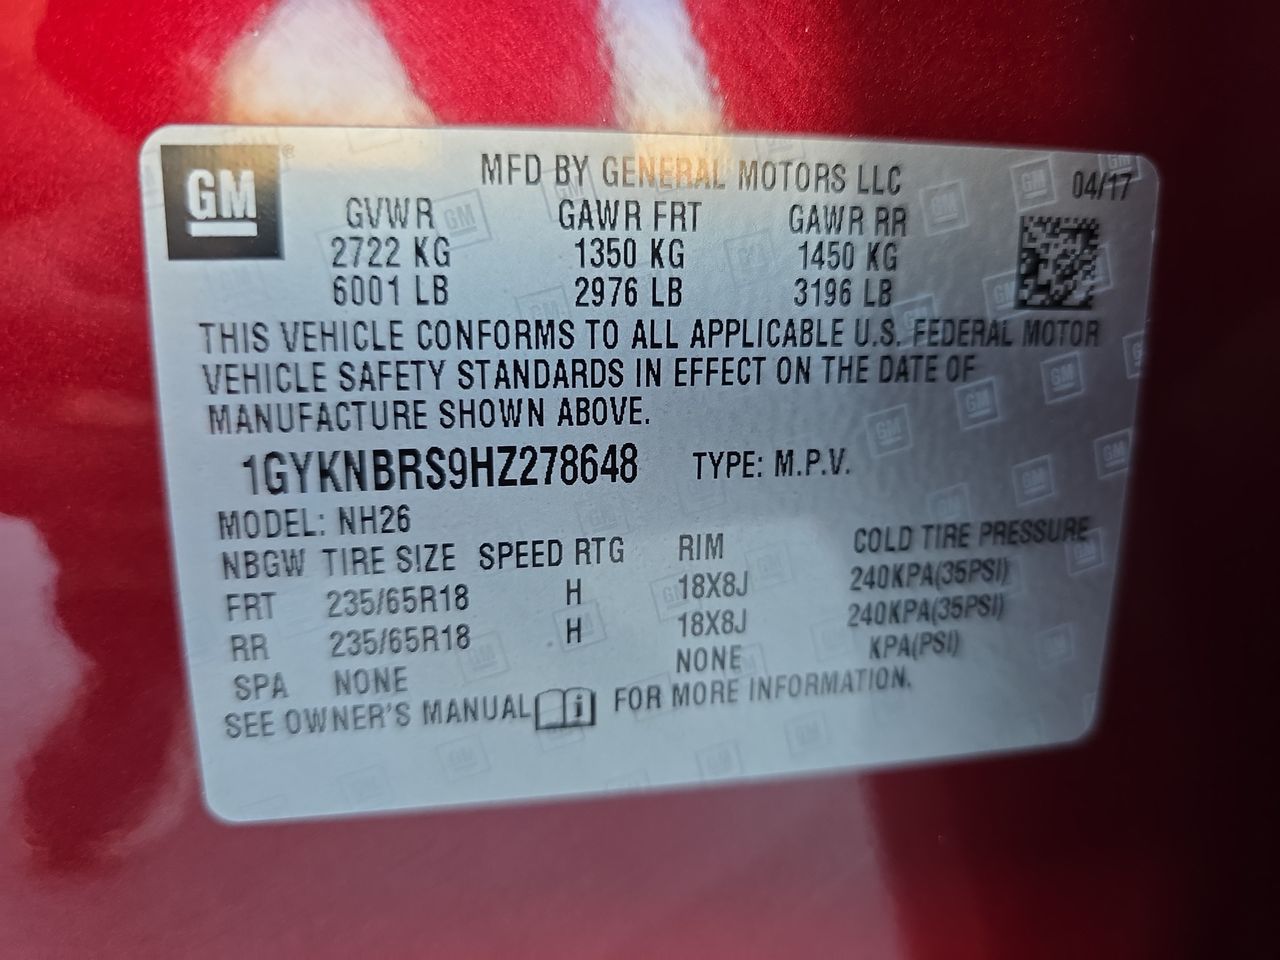 GM
MFD BY GENERAL MOTORS LLC 04/17
GVWR GAWR FRT GAWR RR
2722 KG 1350 KG 1450 KG
6001 LB 2976 LB 3196 LB
THIS VEHICLE CONFORMS TO ALL APPLICABLE U.S. FEDERAL MOTOR
VEHICLE SAFETY STANDARDS IN EFFECT ON THE DATE OF
MANUFACTURE SHOWN ABOVE.
1GYKNBRS9HZ278648 TYPE: M.P.V.
MODEL: NH26
NBGW TIRE SIZE SPEED RTG RIM COLD TIRE PRESSURE
FRT 235/65R18 H 18X8J 240KPA(35PSI)
RR 235/65R18 H 18X8J 240KPA(35PSI)
SPA NONE NONE KPA(PSI)
SEE OWNER'S MANUAL i FOR MORE INFORMATION.